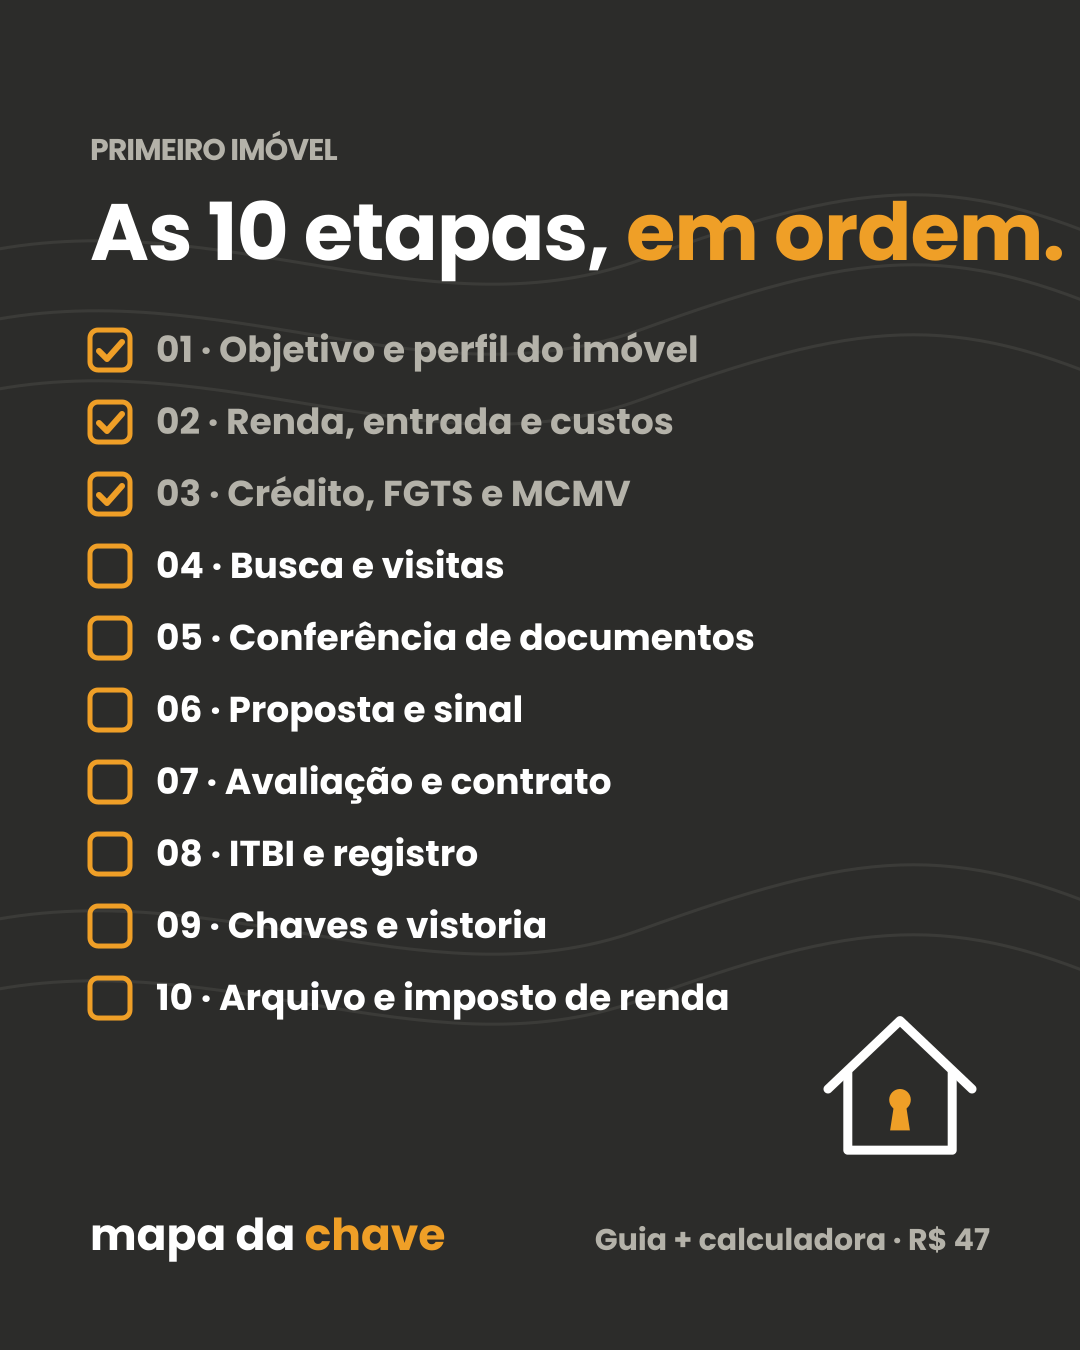 PRIMEIRO IMÓVEL
As 10 etapas, em ordem.
01 · Objetivo e perfil do imóvel
02 · Renda, entrada e custos
03 · Crédito, FGTS e MCMV
04 · Busca e visitas
05 · Conferência de documentos
06 · Proposta e sinal
07 · Avaliação e contrato
08 · ITBI e registro
09 · Chaves e vistoria
10 · Arquivo e imposto de renda
mapa da chave
Guia + calculadora · R$ 47